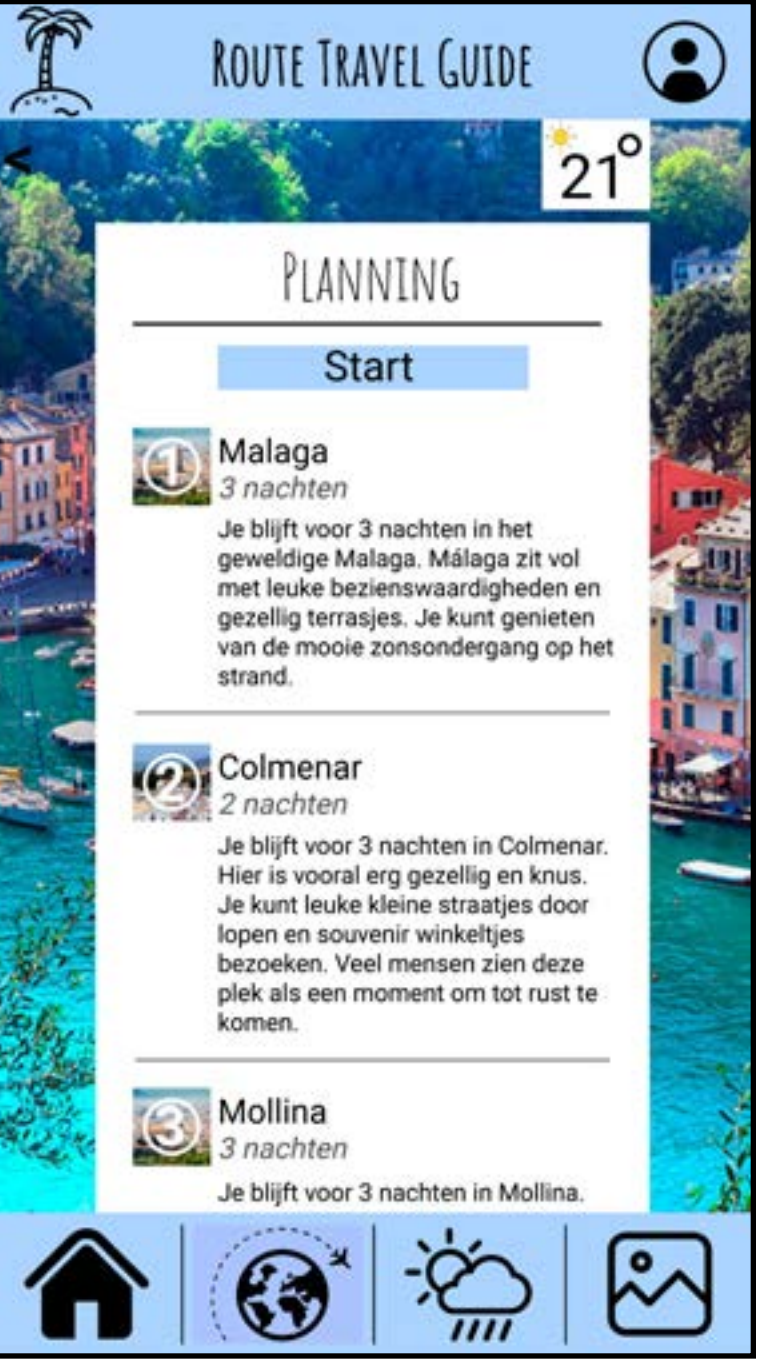 ROUTE TRAVEL GUIDE
<
21°
PLANNING
Start
1
Malaga
3 nachten
Je blijft voor 3 nachten in het
geweldige Malaga. Málaga zit vol
met leuke bezienswaardigheden en
gezellig terrasjes. Je kunt genieten
van de mooie zonsondergang op het
strand.
2
Colmenar
2 nachten
Je blijft voor 3 nachten in Colmenar.
Hier is vooral erg gezellig en knus.
Je kunt leuke kleine straatjes door
lopen en souvenir winkeltjes
bezoeken. Veel mensen zien deze
plek als een moment om tot rust te
komen.
3
Mollina
3 nachten
Je blijft voor 3 nachten in Mollina.